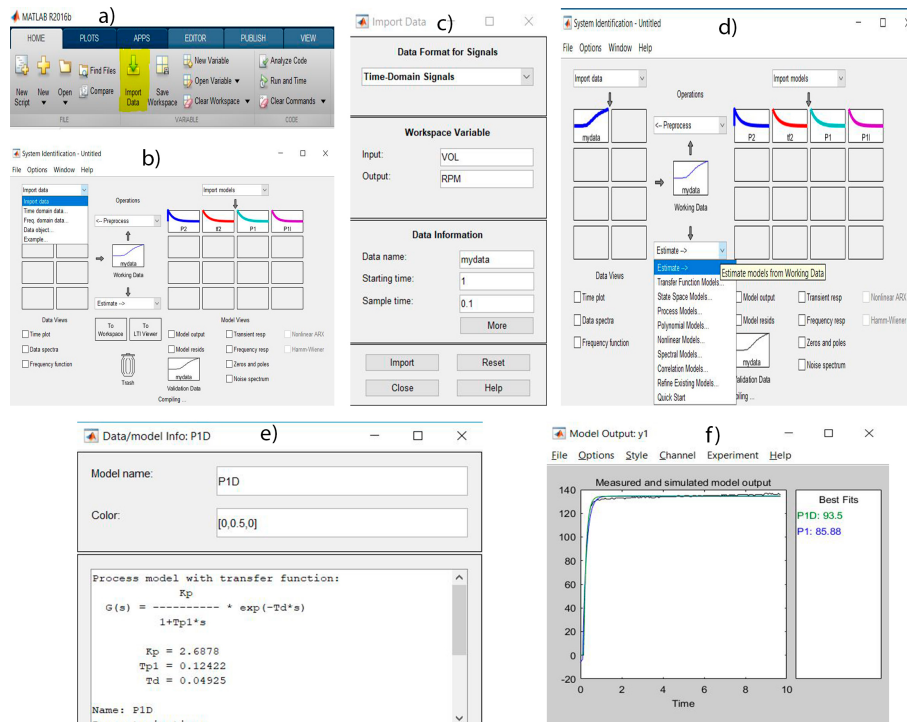 MATLAB R2016b
a)
HOME PLOTS APPS EDITOR PUBLISH VIEW
New Script
New
Open
Find Files
Compare
Import Data
Save Workspace
New Variable
Open Variable
Clear Workspace
Analyze Code
Run and Time
Clear Commands
FILE VARIABLE CODE
b)
System Identification - Untitled
File Options Window Help
Import data
Import data
Time domain data...
Freq. domain data...
Data object...
Example...
Operations
<-- Preprocess
mydata
Working Data
Estimate -->
Import models
P2 tf2 P1 P1I
Data Views
Time plot
Data spectra
Frequency function
To Workspace
To LTI Viewer
Trash
Model Views
Model output
Model resids
Transient resp
Frequency resp
Zeros and poles
Noise spectrum
Nonlinear ARX
Hamm-Wiener
mydata
Validation Data
Compiling ...
c)
Import Data
Data Format for Signals
Time-Domain Signals
Workspace Variable
Input: VOL
Output: RPM
Data Information
Data name: mydata
Starting time: 1
Sample time: 0.1
More
Import Reset
Close Help
d)
System Identification - Untitled
File Options Window Help
Import data
Import models
Operations
mydata
<-- Preprocess
P2 tf2 P1 P1I
mydata
Working Data
Estimate -->
Estimate -->
Transfer Function Models...
State Space Models...
Process Models...
Polynomial Models...
Nonlinear Models...
Spectral Models...
Correlation Models...
Refine Existing Models...
Quick Start
Estimate models from Working Data
Data Views
Time plot
Data spectra
Frequency function
Model output
Model resids
Transient resp
Frequency resp
Zeros and poles
Noise spectrum
Nonlinear ARX
Hamm-Wiener
mydata
alidation Data
piling ...
e)
Data/model Info: P1D
Model name: P1D
Color: [0,0.5,0]
Process model with transfer function:
Kp
G(s) = ---------- * exp(-Td*s)
1+Tp1*s
Kp = 2.6878
Tp1 = 0.12422
Td = 0.04925
Name: P1D
f)
Model Output: y1
File Options Style Channel Experiment Help
Measured and simulated model output
140
120
100
80
60
40
20
0
-20
0 2 4 6 8 10
Time
Best Fits
P1D: 93.5
P1: 85.88